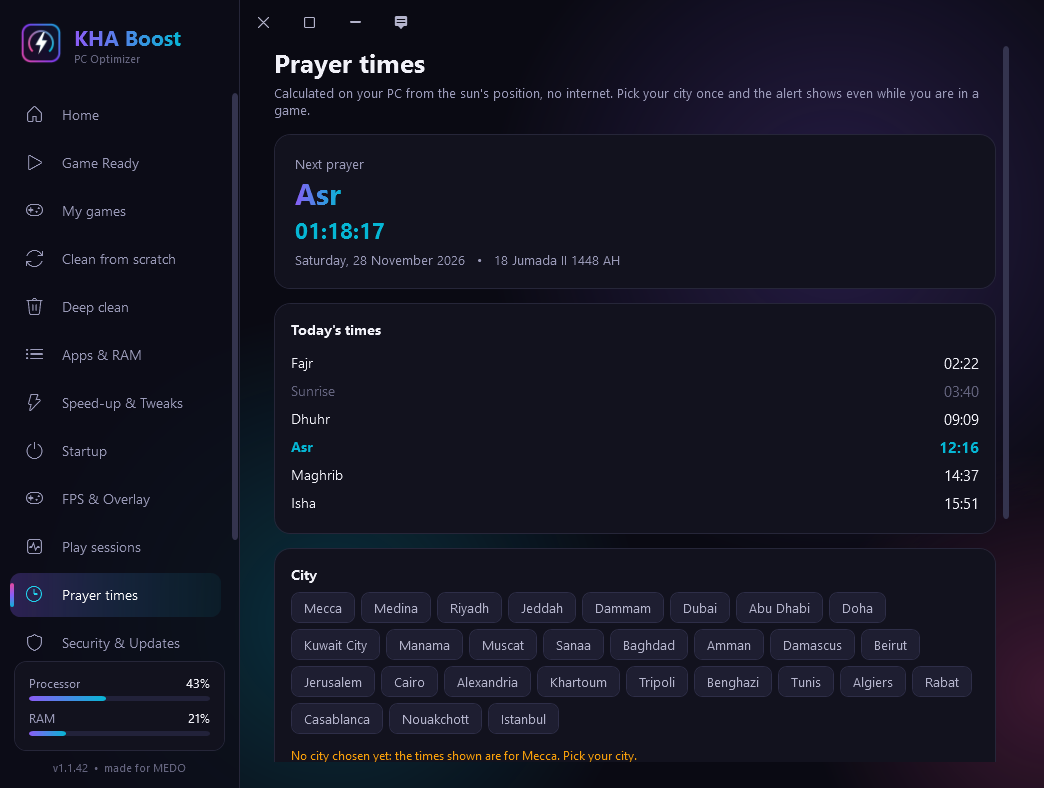 KHA Boost
PC Optimizer
Home
Game Ready
My games
Clean from scratch
Deep clean
Apps & RAM
Speed-up & Tweaks
Startup
FPS & Overlay
Play sessions
Prayer times
Security & Updates
Processor 43%
RAM 21%
v1.1.42 • made for MEDO
Prayer times
Calculated on your PC from the sun's position, no internet. Pick your city once and the alert shows even while you are in a
game.
Next prayer
Asr
01:18:17
Saturday, 28 November 2026 • 18 Jumada II 1448 AH
Today's times
Fajr 02:22
Sunrise 03:40
Dhuhr 09:09
Asr 12:16
Maghrib 14:37
Isha 15:51
City
Mecca Medina Riyadh Jeddah Dammam Dubai Abu Dhabi Doha
Kuwait City Manama Muscat Sanaa Baghdad Amman Damascus Beirut
Jerusalem Cairo Alexandria Khartoum Tripoli Benghazi Tunis Algiers Rabat
Casablanca Nouakchott Istanbul
No city chosen yet: the times shown are for Mecca. Pick your city.